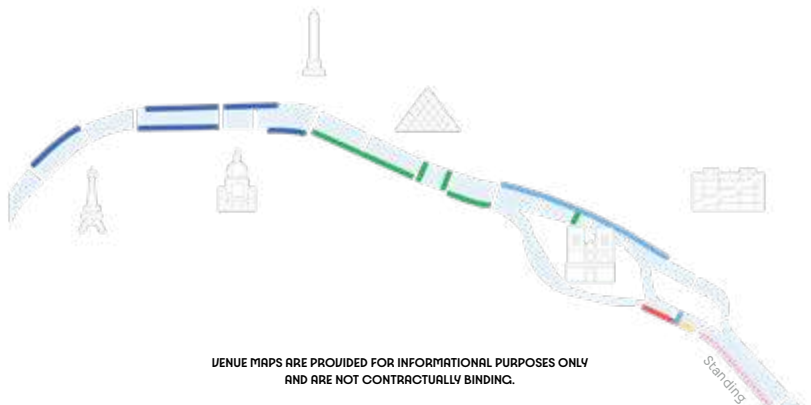 VENUE MAPS ARE PROVIDED FOR INFORMATIONAL PURPOSES ONLY
AND ARE NOT CONTRACTUALLY BINDING.
Standing